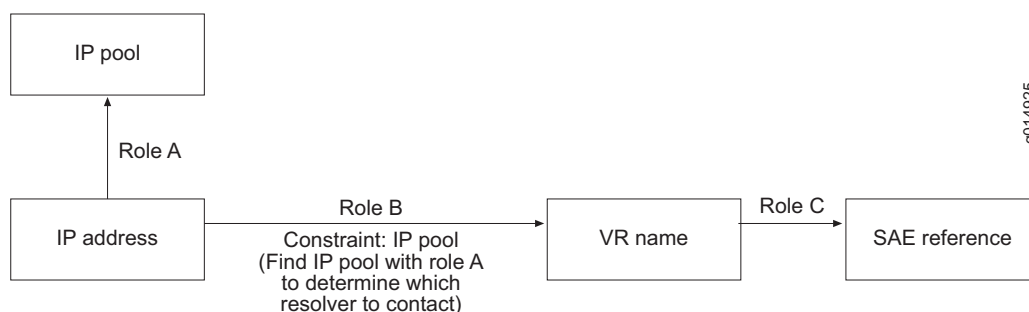 IP pool
Role A
IP address
Role B
Constraint: IP pool
(Find IP pool with role A
to determine which
resolver to contact)
VR name
Role C
SAE reference
g014925